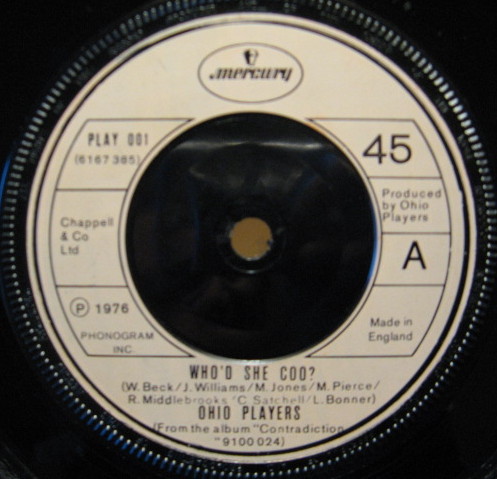 mercury
PLAY 001
(6167 365)
45
Produced
by Ohio
Players
Chappell
& Co
Ltd
A
Ⓟ 1976
PHONOGRAM
INC.
Made in
England
WHO'D SHE COO?
(W. Beck/J. Williams/M. Jones/M. Pierce/
R. Middlebrooks/C. Satchell/L. Bonner)
OHIO PLAYERS
(From the album "Contradiction
"9100 024)